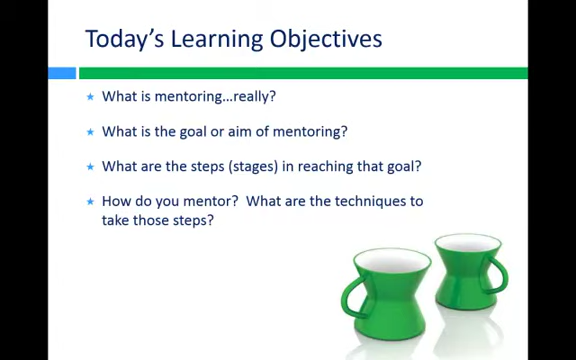 Today's Learning Objectives
What is mentoring...really?
What is the goal or aim of mentoring?
What are the steps (stages) in reaching that goal?
How do you mentor?  What are the techniques to
take those steps?